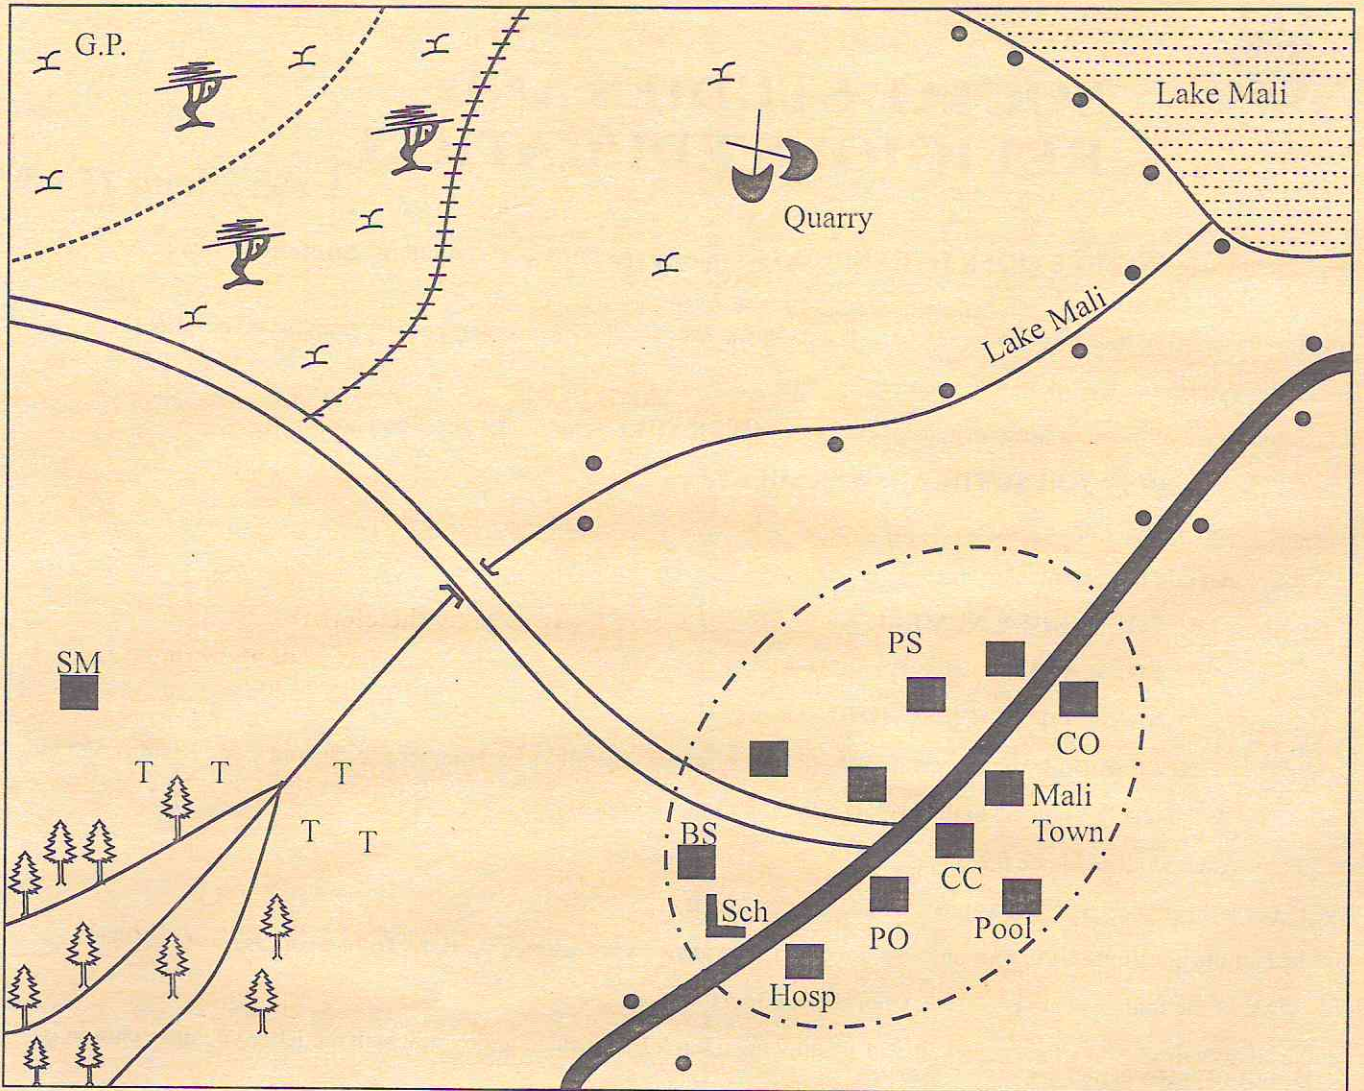 G.P.
Lake Mali
Quarry
Lake Mali
SM
PS
CO
T T T
Mali
Town
T T
BS
CC
Sch
PO
Pool
Hosp